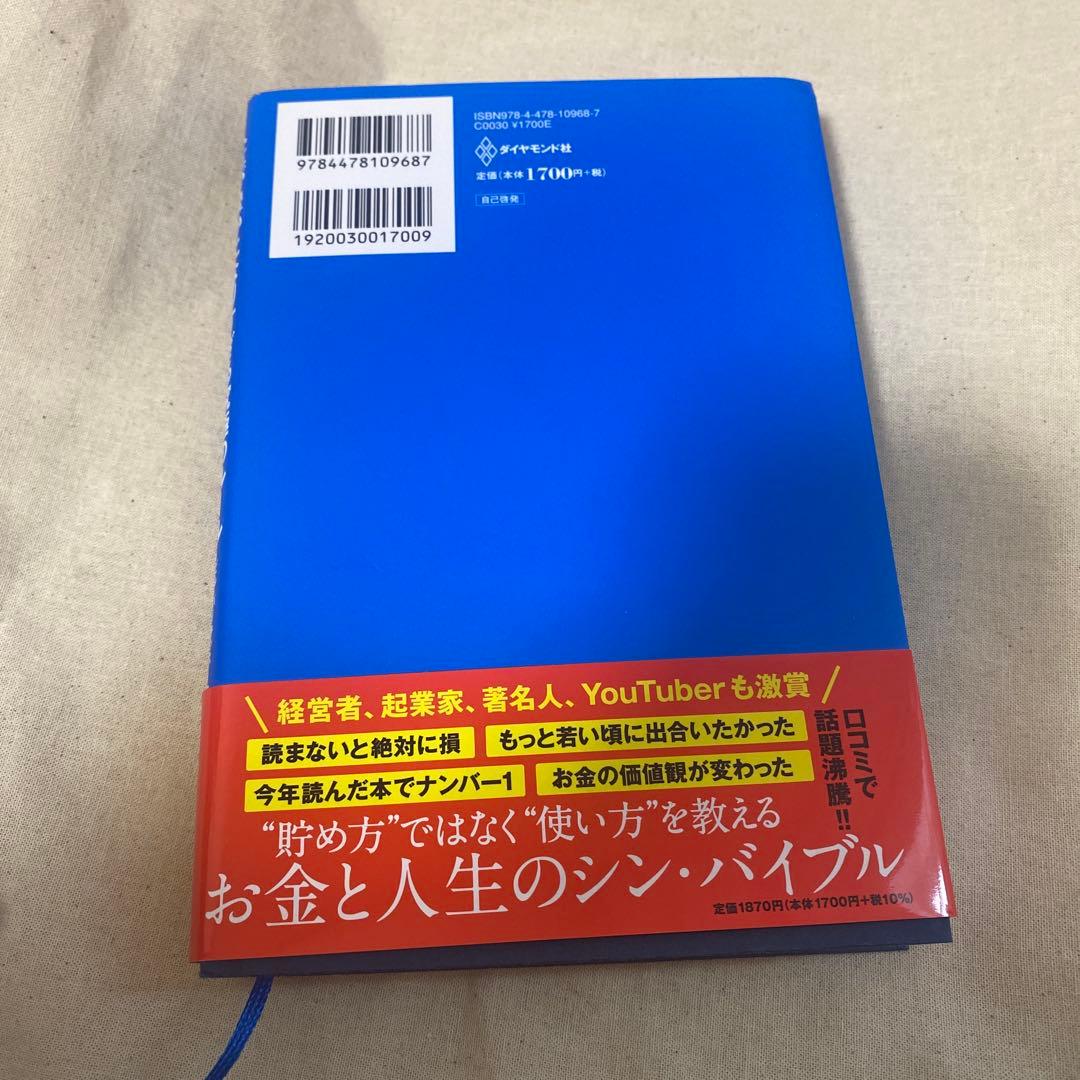 9784478109687
1920030017009
ISBN978-4-478-10968-7
C0030 ¥1700E
ダイヤモンド社
定価(本体1700円+税)
自己啓発
経営者、起業家、著名人、YouTuberも激賞
読まないと絶対に損
もっと若い頃に出合いたかった
今年読んだ本でナンバー1
お金の価値観が変わった
口コミで
話題沸騰!!
“貯め方”ではなく“使い方”を教える
お金と人生のシン・バイブル
定価1870円(本体1700円+税10%)